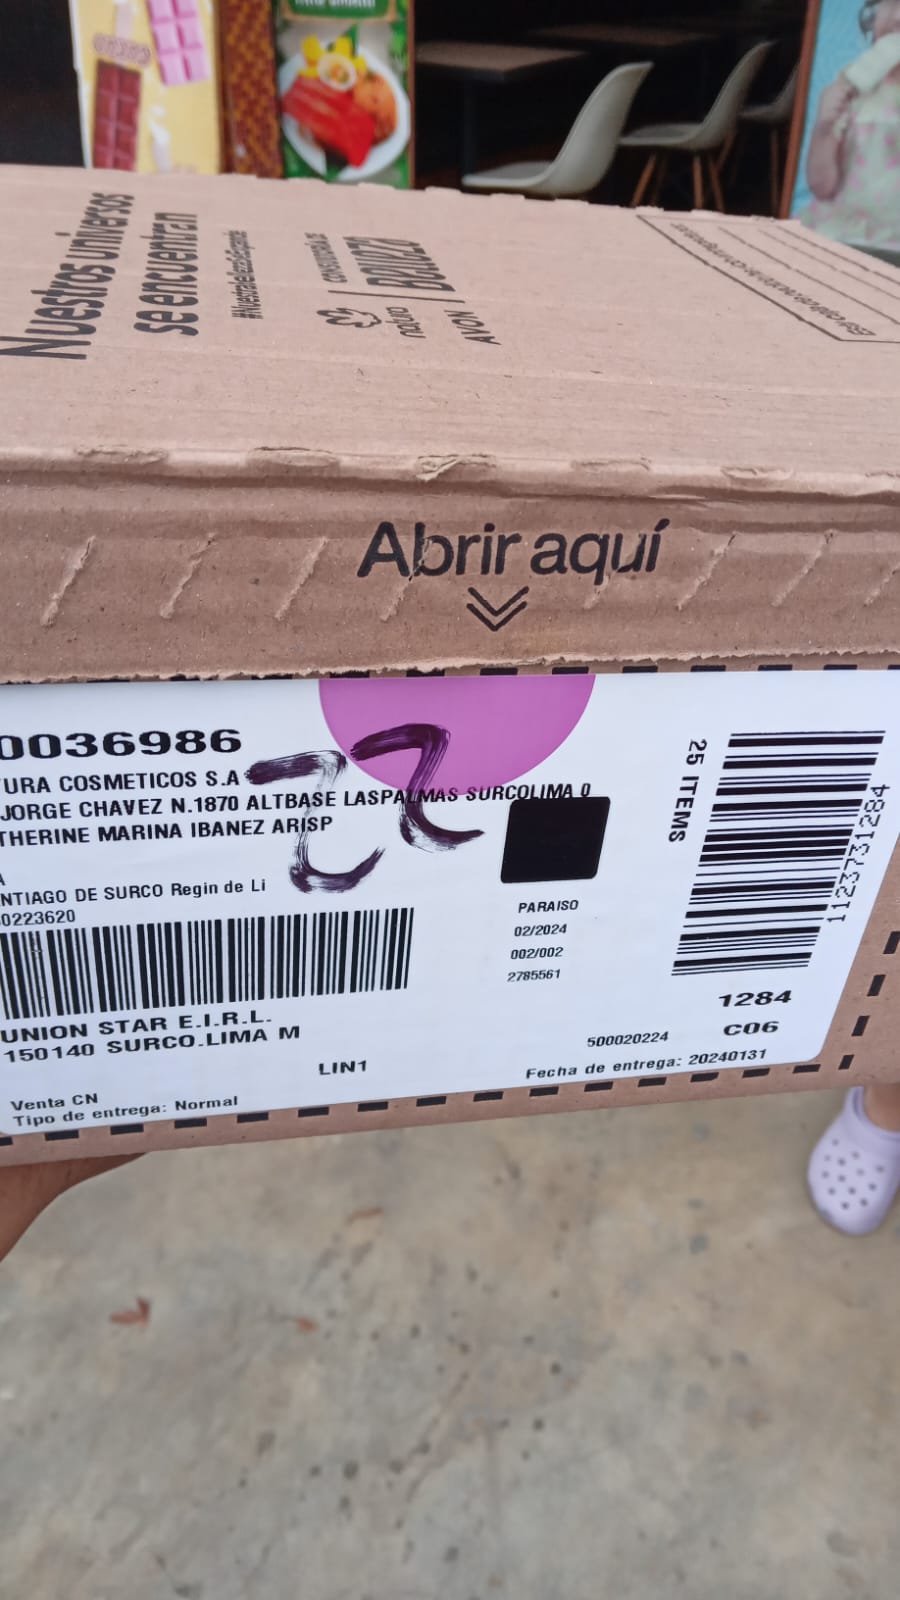 Nuestros universos
se encuentran
natura
AVON
Abrir aquí
0036986
TURA COSMETICOS S.A
JORGE CHAVEZ N.1870 ALTBASE LASPALMAS SURCOLIMA 0
THERINE MARINA IBANEZ ARISP
A
NTIAGO DE SURCO Regin de Li
0223620
22
UNION STAR E.I.R.L.
150140 SURCO.LIMA M
LIN1
Venta CN
Tipo de entrega: Normal
PARAISO
02/2024
002/002
2785561
25 ITEMS
1123731284
1284
C06
500020224
Fecha de entrega: 20240131